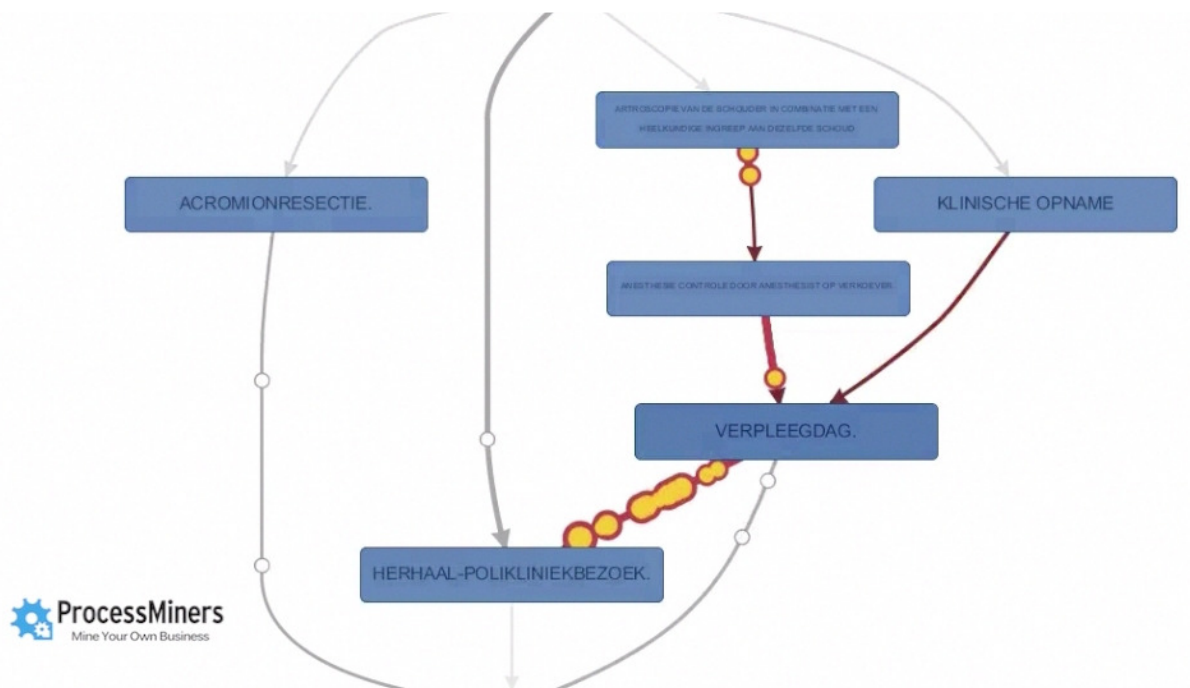 ARTROSCOPIE VAN DE SCHOUDER IN COMBINATIE MET EEN
HEELKUNDIGE INGREEP AAN DEZELFDE SCHOUD
ACROMIONRESECTIE.
KLINISCHE OPNAME
ANESTHESIE CONTROLE DOOR ANESTHESIST OP VERKOEVER.
VERPLEEGDAG.
HERHAAL-POLIKLINIEKBEZOEK.
ProcessMiners
Mine Your Own Business